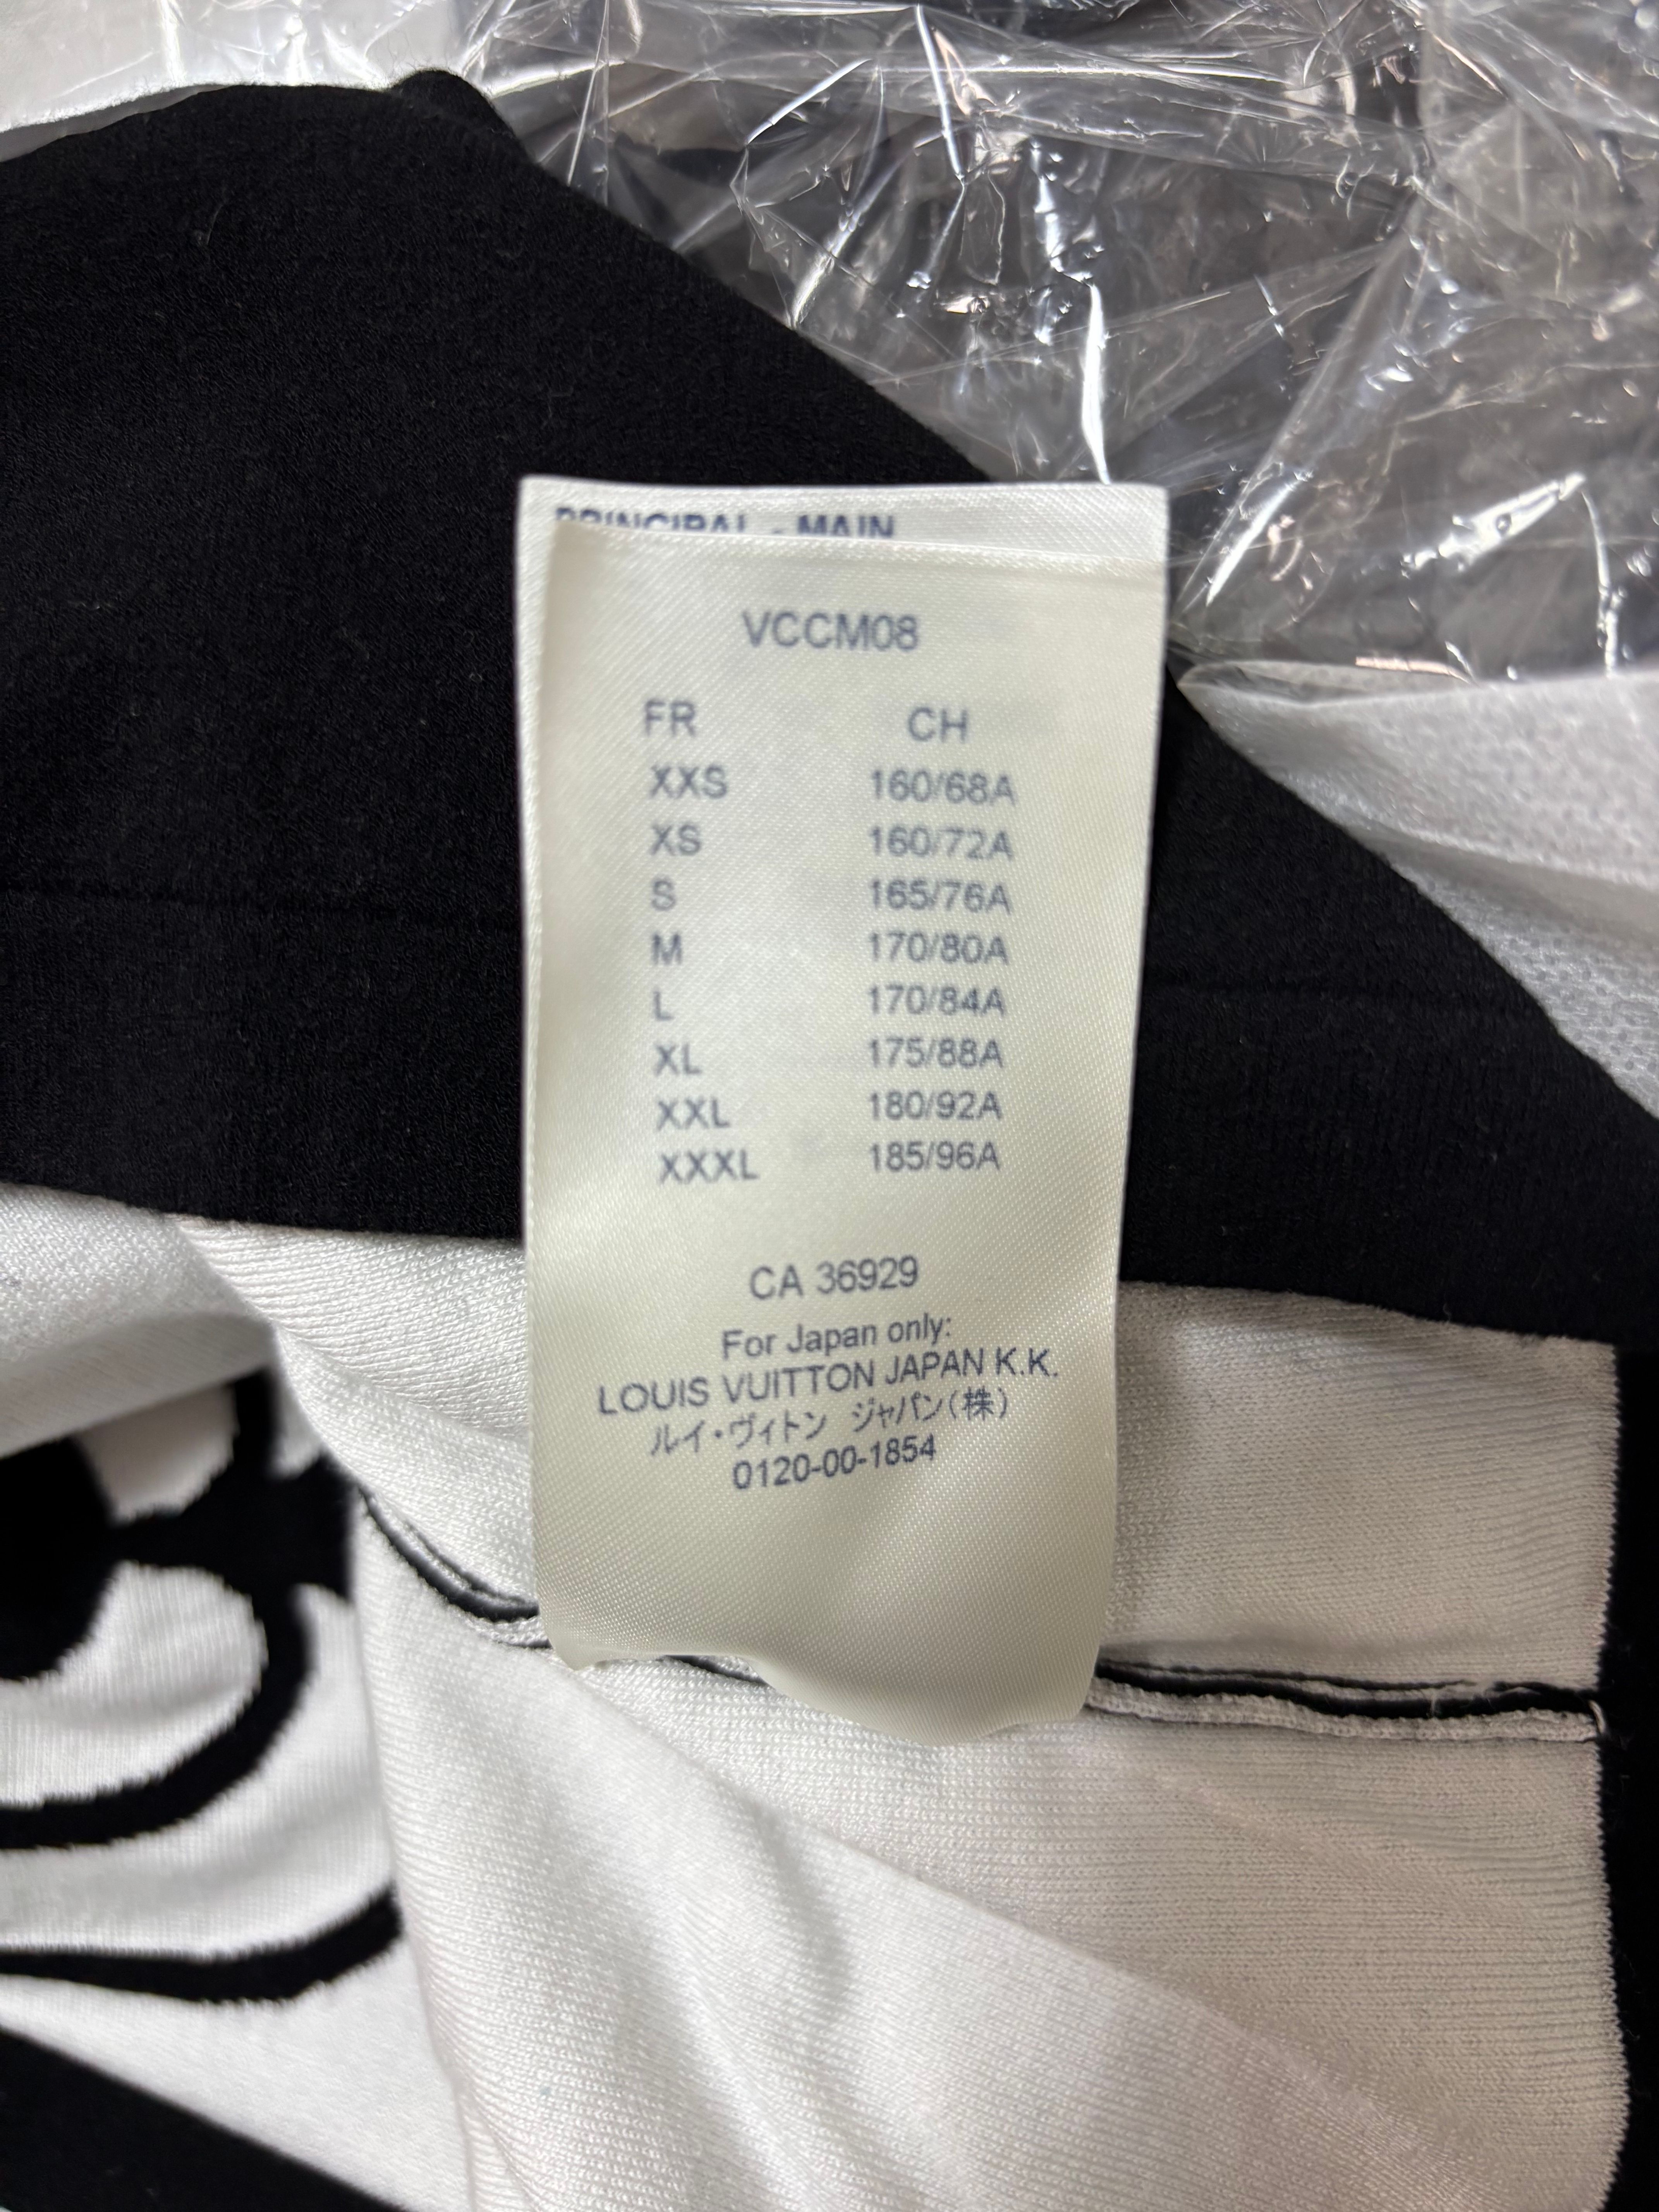 PRINCIPAL - MAIN
VCCM08
FR CH
XXS 160/68A
XS 160/72A
S 165/76A
M 170/80A
L 170/84A
XL 175/88A
XXL 180/92A
XXXL 185/96A
CA 36929
For Japan only:
LOUIS VUITTON JAPAN K.K.
ルイ・ヴィトン ジャパン(株)
0120-00-1854